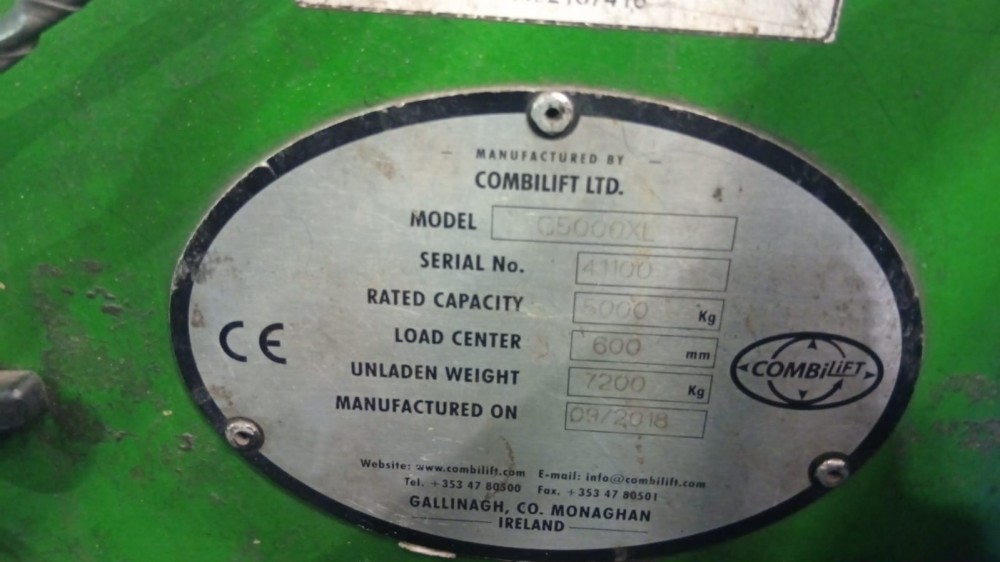 MANUFACTURED BY
COMBILIFT LTD.
MODEL C5000XL
SERIAL No. 41100
RATED CAPACITY 5000 Kg
LOAD CENTER 600 mm
UNLADEN WEIGHT 7200 Kg
MANUFACTURED ON 09/2018
CE
COMBiLiFT
Website: www.combilift.com E-mail: info@combilift.com
Tel. +353 47 80500 Fax. +353 47 80501
GALLINAGH, CO. MONAGHAN
IRELAND